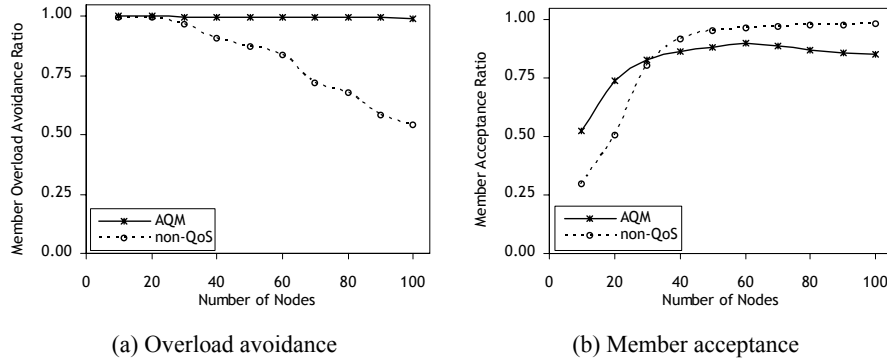 Member Overload Avoidance Ratio
1.00
0.75
0.50
0.25
0.00
AQM
non-QoS
0 20 40 60 80 100
Number of Nodes
(a) Overload avoidance
Member Acceptance Ratio
1.00
0.75
0.50
0.25
0.00
AQM
non-QoS
0 20 40 60 80 100
Number of Nodes
(b) Member acceptance